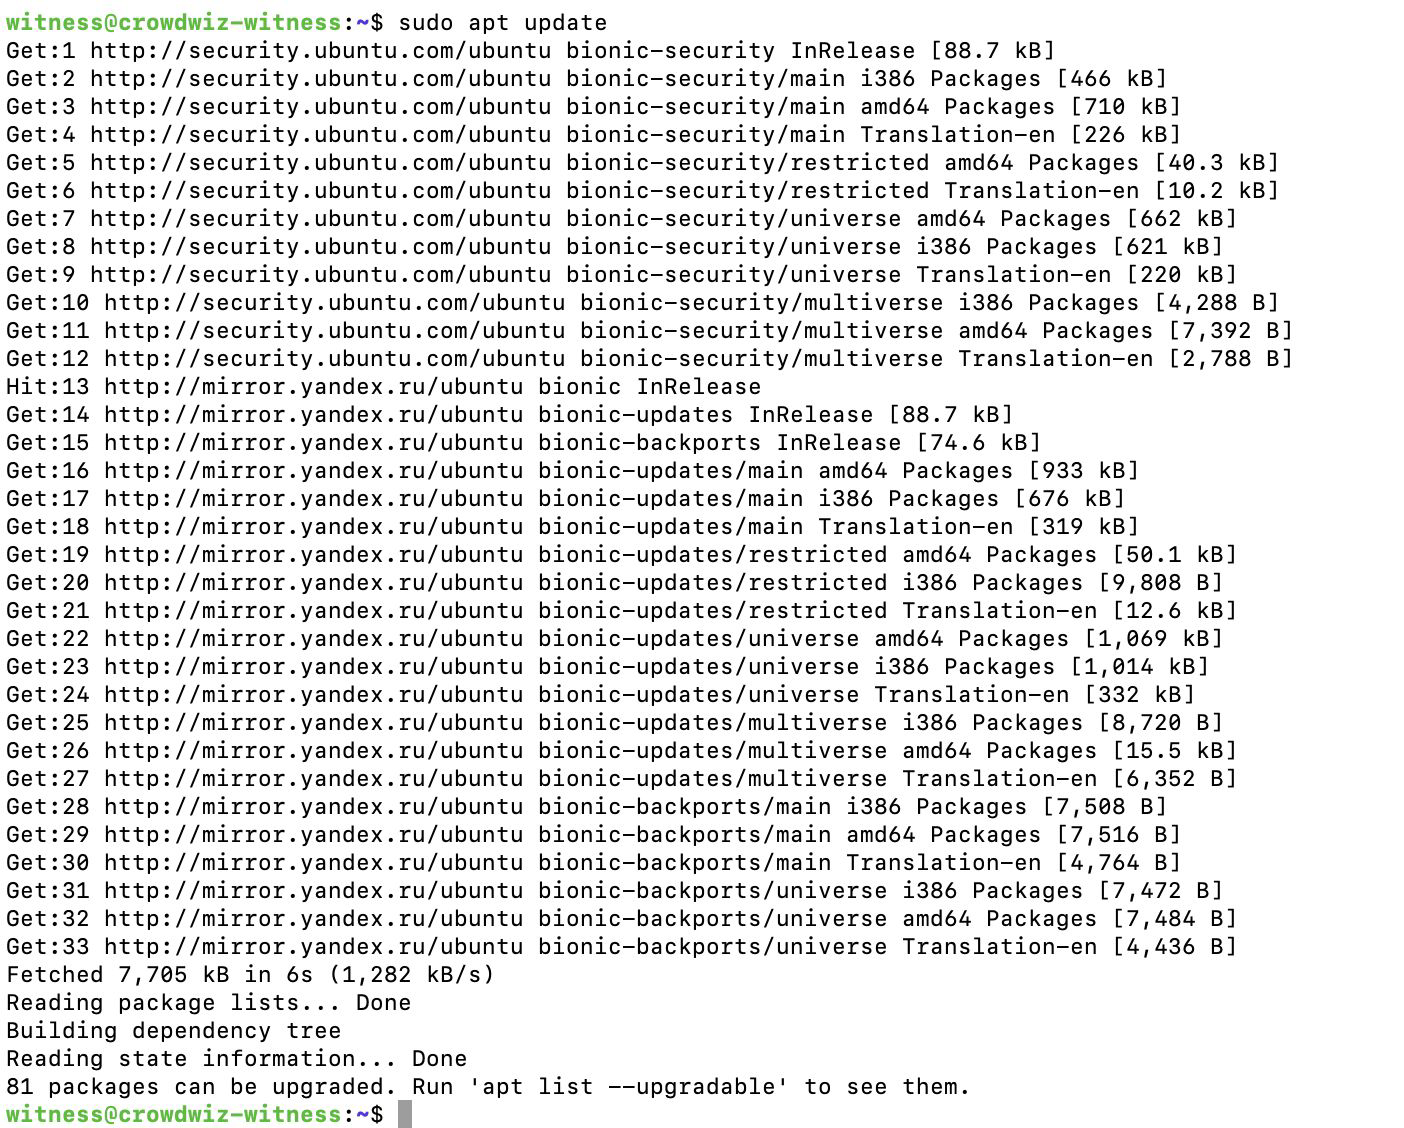 witness@crowdwiz-witness:~$ sudo apt update
Get:1 http://security.ubuntu.com/ubuntu bionic-security InRelease [88.7 kB]
Get:2 http://security.ubuntu.com/ubuntu bionic-security/main i386 Packages [466 kB]
Get:3 http://security.ubuntu.com/ubuntu bionic-security/main amd64 Packages [710 kB]
Get:4 http://security.ubuntu.com/ubuntu bionic-security/main Translation-en [226 kB]
Get:5 http://security.ubuntu.com/ubuntu bionic-security/restricted amd64 Packages [40.3 kB]
Get:6 http://security.ubuntu.com/ubuntu bionic-security/restricted Translation-en [10.2 kB]
Get:7 http://security.ubuntu.com/ubuntu bionic-security/universe amd64 Packages [662 kB]
Get:8 http://security.ubuntu.com/ubuntu bionic-security/universe i386 Packages [621 kB]
Get:9 http://security.ubuntu.com/ubuntu bionic-security/universe Translation-en [220 kB]
Get:10 http://security.ubuntu.com/ubuntu bionic-security/multiverse i386 Packages [4,288 B]
Get:11 http://security.ubuntu.com/ubuntu bionic-security/multiverse amd64 Packages [7,392 B]
Get:12 http://security.ubuntu.com/ubuntu bionic-security/multiverse Translation-en [2,788 B]
Hit:13 http://mirror.yandex.ru/ubuntu bionic InRelease
Get:14 http://mirror.yandex.ru/ubuntu bionic-updates InRelease [88.7 kB]
Get:15 http://mirror.yandex.ru/ubuntu bionic-backports InRelease [74.6 kB]
Get:16 http://mirror.yandex.ru/ubuntu bionic-updates/main amd64 Packages [933 kB]
Get:17 http://mirror.yandex.ru/ubuntu bionic-updates/main i386 Packages [676 kB]
Get:18 http://mirror.yandex.ru/ubuntu bionic-updates/main Translation-en [319 kB]
Get:19 http://mirror.yandex.ru/ubuntu bionic-updates/restricted amd64 Packages [50.1 kB]
Get:20 http://mirror.yandex.ru/ubuntu bionic-updates/restricted i386 Packages [9,808 B]
Get:21 http://mirror.yandex.ru/ubuntu bionic-updates/restricted Translation-en [12.6 kB]
Get:22 http://mirror.yandex.ru/ubuntu bionic-updates/universe amd64 Packages [1,069 kB]
Get:23 http://mirror.yandex.ru/ubuntu bionic-updates/universe i386 Packages [1,014 kB]
Get:24 http://mirror.yandex.ru/ubuntu bionic-updates/universe Translation-en [332 kB]
Get:25 http://mirror.yandex.ru/ubuntu bionic-updates/multiverse i386 Packages [8,720 B]
Get:26 http://mirror.yandex.ru/ubuntu bionic-updates/multiverse amd64 Packages [15.5 kB]
Get:27 http://mirror.yandex.ru/ubuntu bionic-updates/multiverse Translation-en [6,352 B]
Get:28 http://mirror.yandex.ru/ubuntu bionic-backports/main i386 Packages [7,508 B]
Get:29 http://mirror.yandex.ru/ubuntu bionic-backports/main amd64 Packages [7,516 B]
Get:30 http://mirror.yandex.ru/ubuntu bionic-backports/main Translation-en [4,764 B]
Get:31 http://mirror.yandex.ru/ubuntu bionic-backports/universe i386 Packages [7,472 B]
Get:32 http://mirror.yandex.ru/ubuntu bionic-backports/universe amd64 Packages [7,484 B]
Get:33 http://mirror.yandex.ru/ubuntu bionic-backports/universe Translation-en [4,436 B]
Fetched 7,705 kB in 6s (1,282 kB/s)
Reading package lists... Done
Building dependency tree
Reading state information... Done
81 packages can be upgraded. Run 'apt list --upgradable' to see them.
witness@crowdwiz-witness:~$